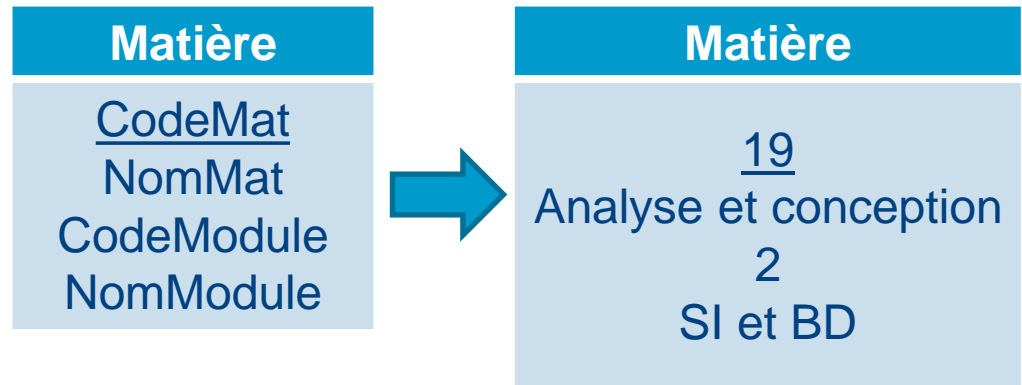 Matière
CodeMat
NomMat
CodeModule
NomModule
Matière
19
Analyse et conception
2
SI et BD